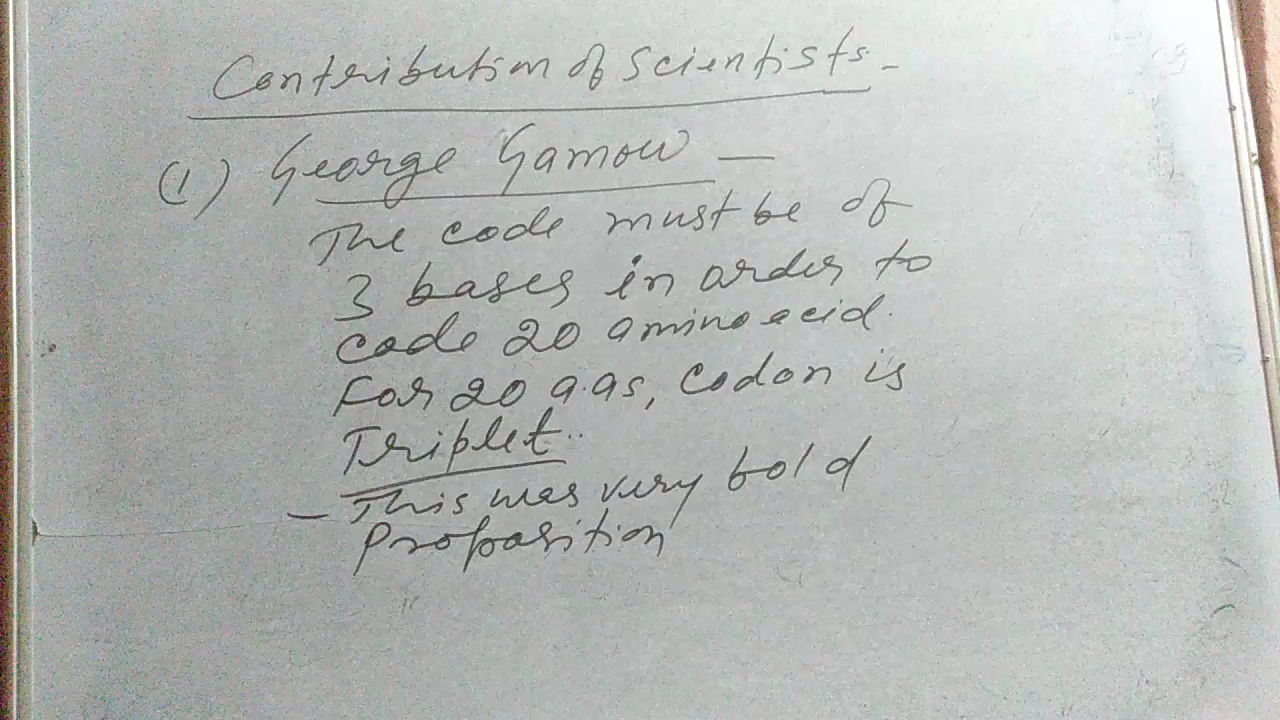 Contribution of Scientists -
(1) George Gamow —
The code must be of
3 bases in order to
code 20 amino acid.
For 20 a.as, Codon is
Triplet..
- This was very bold
Proposition